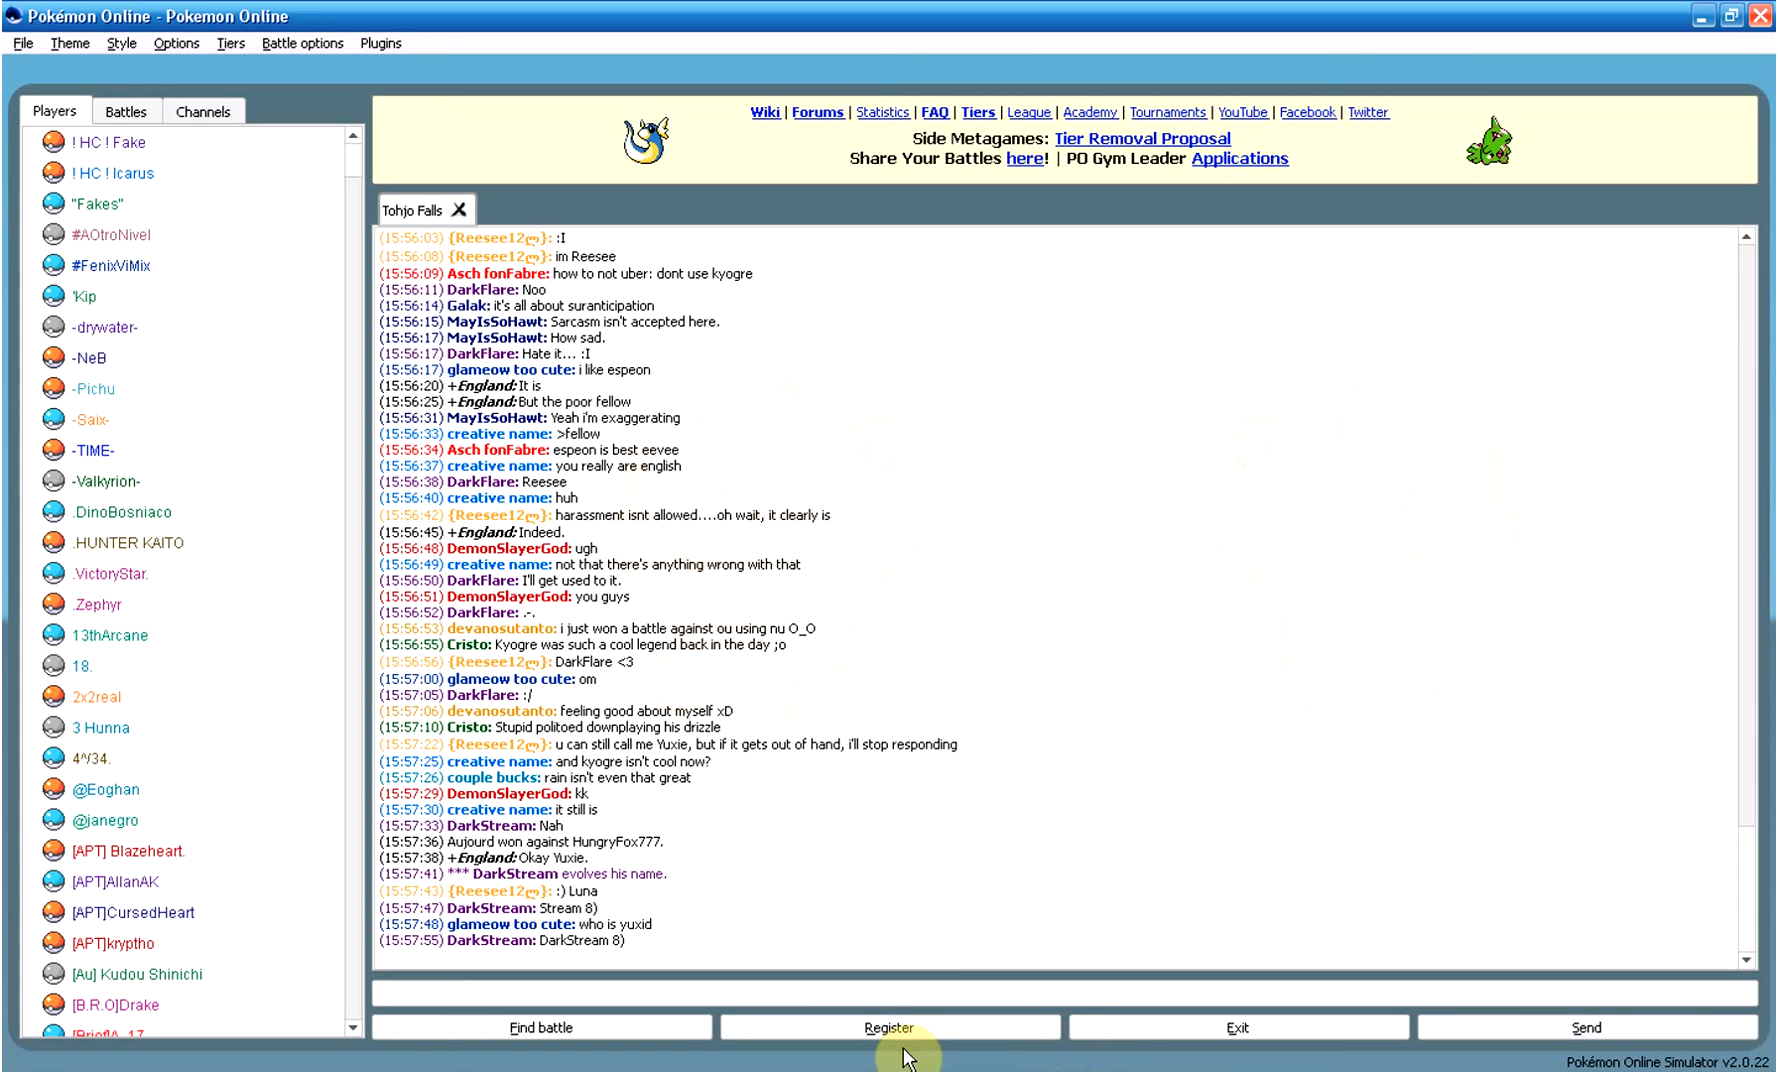 Pokémon Online - Pokemon Online
File Theme Style Options Tiers Battle options Plugins
Players Battles Channels
! HC ! Fake
! HC ! Icarus
"Fakes"
#AOtroNivel
#FenixViMix
'Kip
-drywater-
-NeB
-Pichu
-Saix-
-TIME-
-Valkyrion-
.DinoBosniaco
.HUNTER KAITO
.VictoryStar.
.Zephyr
13thArcane
18.
2x2real
3 Hunna
4^/34.
@Eoghan
@janegro
[APT] Blazeheart.
[APT]AllanAK
[APT]CursedHeart
[APT]kryptho
[Au] Kudou Shinichi
[B.R.O]Drake
Wiki | Forums | Statistics | FAQ | Tiers | League | Academy | Tournaments | YouTube | Facebook | Twitter
Side Metagames: Tier Removal Proposal
Share Your Battles here! | PO Gym Leader Applications
Tohjo Falls
(15:56:03) {Reesee12ღ}: :I
(15:56:08) {Reesee12ღ}: im Reesee
(15:56:09) Asch fonFabre: how to not uber: dont use kyogre
(15:56:11) DarkFlare: Noo
(15:56:14) Galak: it's all about suranticipation
(15:56:15) MayIsSoHawt: Sarcasm isn't accepted here.
(15:56:17) MayIsSoHawt: How sad.
(15:56:17) DarkFlare: Hate it... :I
(15:56:17) glameow too cute: i like espeon
(15:56:20) +England: It is
(15:56:25) +England: But the poor fellow
(15:56:31) MayIsSoHawt: Yeah i'm exaggerating
(15:56:33) creative name: >fellow
(15:56:34) Asch fonFabre: espeon is best eevee
(15:56:37) creative name: you really are english
(15:56:38) DarkFlare: Reesee
(15:56:40) creative name: huh
(15:56:42) {Reesee12ღ}: harassment isnt allowed....oh wait, it clearly is
(15:56:45) +England: Indeed.
(15:56:48) DemonSlayerGod: ugh
(15:56:49) creative name: not that there's anything wrong with that
(15:56:50) DarkFlare: I'll get used to it.
(15:56:51) DemonSlayerGod: you guys
(15:56:52) DarkFlare: .-.
(15:56:53) devanosutanto: i just won a battle against ou using nu O_O
(15:56:55) Cristo: Kyogre was such a cool legend back in the day ;o
(15:56:56) {Reesee12ღ}: DarkFlare <3
(15:57:00) glameow too cute: om
(15:57:05) DarkFlare: :/
(15:57:06) devanosutanto: feeling good about myself xD
(15:57:10) Cristo: Stupid politoed downplaying his drizzle
(15:57:22) {Reesee12ღ}: u can still call me Yuxie, but if it gets out of hand, i'll stop responding
(15:57:25) creative name: and kyogre isn't cool now?
(15:57:26) couple bucks: rain isn't even that great
(15:57:29) DemonSlayerGod: kk
(15:57:30) creative name: it still is
(15:57:33) DarkStream: Nah
(15:57:36) Aujourd won against HungryFox777.
(15:57:38) +England: Okay Yuxie.
(15:57:41) *** DarkStream evolves his name.
(15:57:43) {Reesee12ღ}: :) Luna
(15:57:47) DarkStream: Stream 8)
(15:57:48) glameow too cute: who is yuxid
(15:57:55) DarkStream: DarkStream 8)
Find battle Register Exit Send
Pokémon Online Simulator v2.0.22